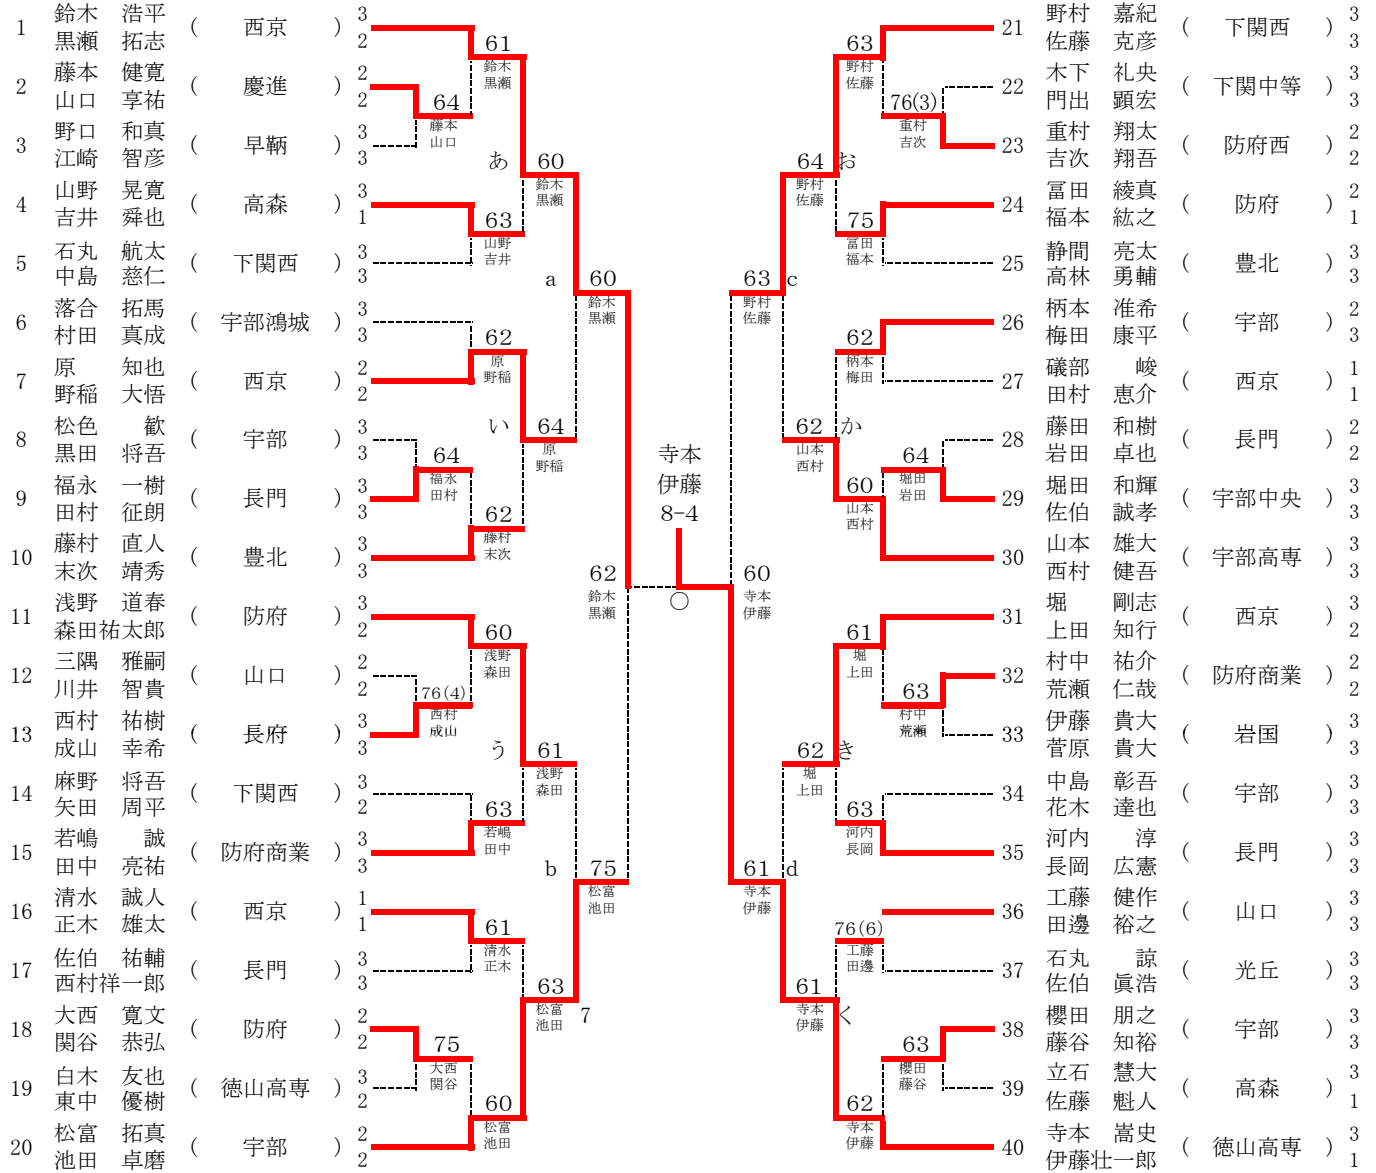 1 鈴木 浩平 黒瀬 拓志 ( 西京 ) 3 2
2 藤本 健寛 山口 享祐 ( 慶進 ) 2 2
3 野口 和真 江崎 智彦 ( 早鞆 ) 3 3
4 山野 晃寛 吉井 舜也 ( 高森 ) 3 1
5 石丸 航太 中島 慈仁 ( 下関西 ) 3 3
6 落合 拓馬 村田 真成 ( 宇部鴻城 ) 3 3
7 原 知也 野稲 大悟 ( 西京 ) 2 2
8 松色 歓 黒田 将吾 ( 宇部 ) 3 3
9 福永 一樹 田村 征朗 ( 長門 ) 3 3
10 藤村 直人 末次 靖秀 ( 豊北 ) 3 3
11 浅野 道春 森田祐太郎 ( 防府 ) 3 2
12 三隅 雅嗣 川井 智貴 ( 山口 ) 2 2
13 西村 祐樹 成山 幸希 ( 長府 ) 3 3
14 麻野 将吾 矢田 周平 ( 下関西 ) 3 2
15 若嶋 誠 田中 亮祐 ( 防府商業 ) 3 3
16 清水 誠人 正木 雄太 ( 西京 ) 1 1
17 佐伯 祐輔 西村祥一郎 ( 長門 ) 3 3
18 大西 寛文 関谷 恭弘 ( 防府 ) 2 2
19 白木 友也 東中 優樹 ( 徳山高専 ) 3 2
20 松富 拓真 池田 卓磨 ( 宇部 ) 2 2
61 鈴木 黒瀬
64 藤本 山口
あ
60 鈴木 黒瀬
63 山野 吉井
a
60 鈴木 黒瀬
62 原 野稲
い
64 原 野稲
64 福永 田村
62 藤村 末次
62 鈴木 黒瀬
60 浅野 森田
76(4) 西村 成山
う
61 浅野 森田
63 若嶋 田中
b
75 松富 池田
61 清水 正木
63 松富 池田
7
75 大西 関谷
60 松富 池田
寺本
伊藤
8-4
○
63 野村 佐藤
76(3) 重村 吉次
64 野村 佐藤
お
75 冨田 福本
63 野村 佐藤
c
62 柄本 梅田
62 山本 西村
か
64 堀田 岩田
60 山本 西村
60 寺本 伊藤
61 堀 上田
63 村中 荒瀬
62 堀 上田
き
63 河内 長岡
61 寺本 伊藤
d
76(6) 工藤 田邊
61 寺本 伊藤
く
63 櫻田 藤谷
62 寺本 伊藤
21 野村 嘉紀 佐藤 克彦 ( 下関西 ) 3 3
22 木下 礼央 門出 顕宏 ( 下関中等 ) 3 3
23 重村 翔太 吉次 翔吾 ( 防府西 ) 2 2
24 冨田 綾真 福本 紘之 ( 防府 ) 2 1
25 静間 亮太 高林 勇輔 ( 豊北 ) 3 3
26 柄本 准希 梅田 康平 ( 宇部 ) 2 3
27 礒部 峻 田村 恵介 ( 西京 ) 1 1
28 藤田 和樹 岩田 卓也 ( 長門 ) 2 2
29 堀田 和輝 佐伯 誠孝 ( 宇部中央 ) 3 3
30 山本 雄大 西村 健吾 ( 宇部高専 ) 3 3
31 堀 剛志 上田 知行 ( 西京 ) 3 2
32 村中 祐介 荒瀬 仁哉 ( 防府商業 ) 2 2
33 伊藤 貴大 菅原 貴大 ( 岩国 ) 3 3
34 中島 彰吾 花木 達也 ( 宇部 ) 3 3
35 河内 淳 長岡 広憲 ( 長門 ) 3 3
36 工藤 健作 田邊 裕之 ( 山口 ) 3 3
37 石丸 諒 佐伯 眞浩 ( 光丘 ) 3 3
38 櫻田 朋之 藤谷 知裕 ( 宇部 ) 3 3
39 立石 慧大 佐藤 魁人 ( 高森 ) 3 1
40 寺本 嵩史 伊藤壮一郎 ( 徳山高専 ) 3 1